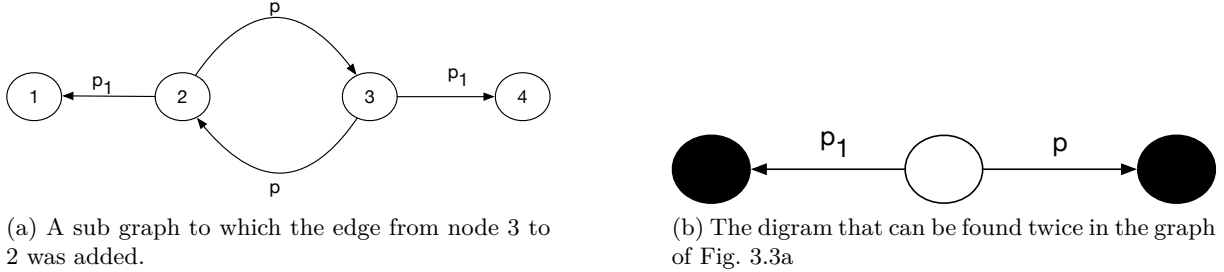 p
p1
1
2
3
p1
4
p
(a) A sub graph to which the edge from node 3 to
2 was added.
p1
p
(b) The digram that can be found twice in the graph
of Fig. 3.3a